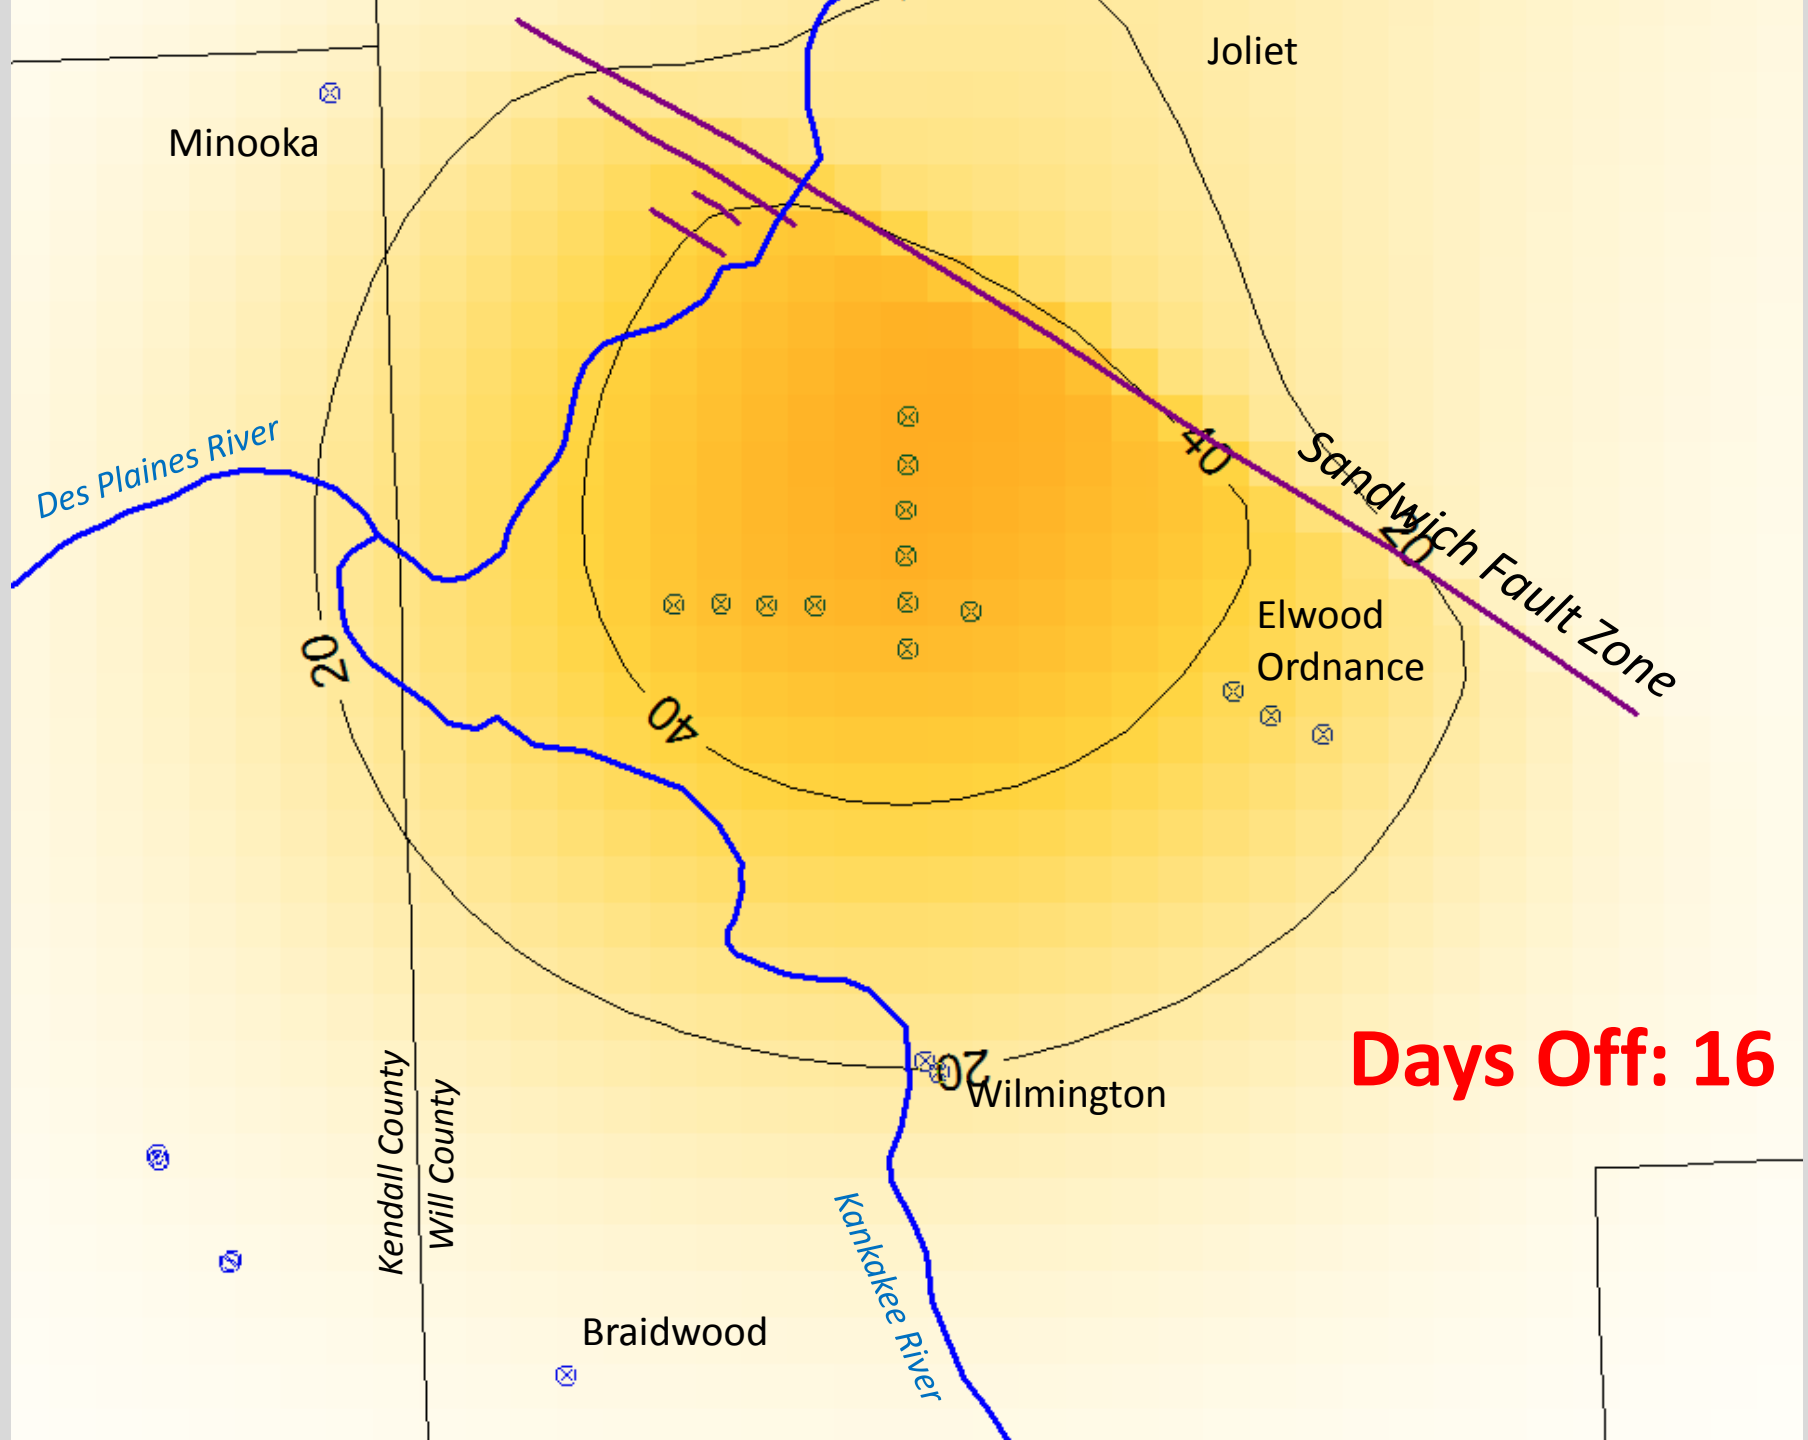 Joliet
Minooka
Des Plaines River
40
Sandwich Fault Zone
20
Elwood
Ordnance
20
40
Days Off: 16
20
Wilmington
Kendall County
Will County
Kankakee River
Braidwood